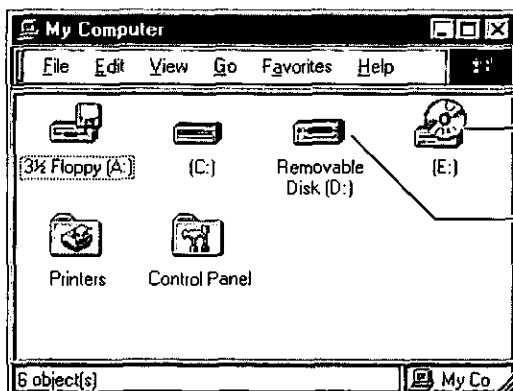 My Computer
File Edit View Go Favorites Help
3½ Floppy (A:) (C:) Removable Disk (D:) (E:)
Printers Control Panel
6 object(s) My Co